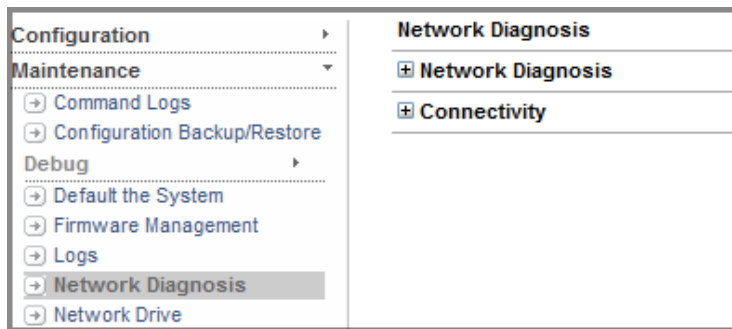 Configuration
Maintenance
Command Logs
Configuration Backup/Restore
Debug
Default the System
Firmware Management
Logs
Network Diagnosis
Network Drive
Network Diagnosis
Network Diagnosis
Connectivity